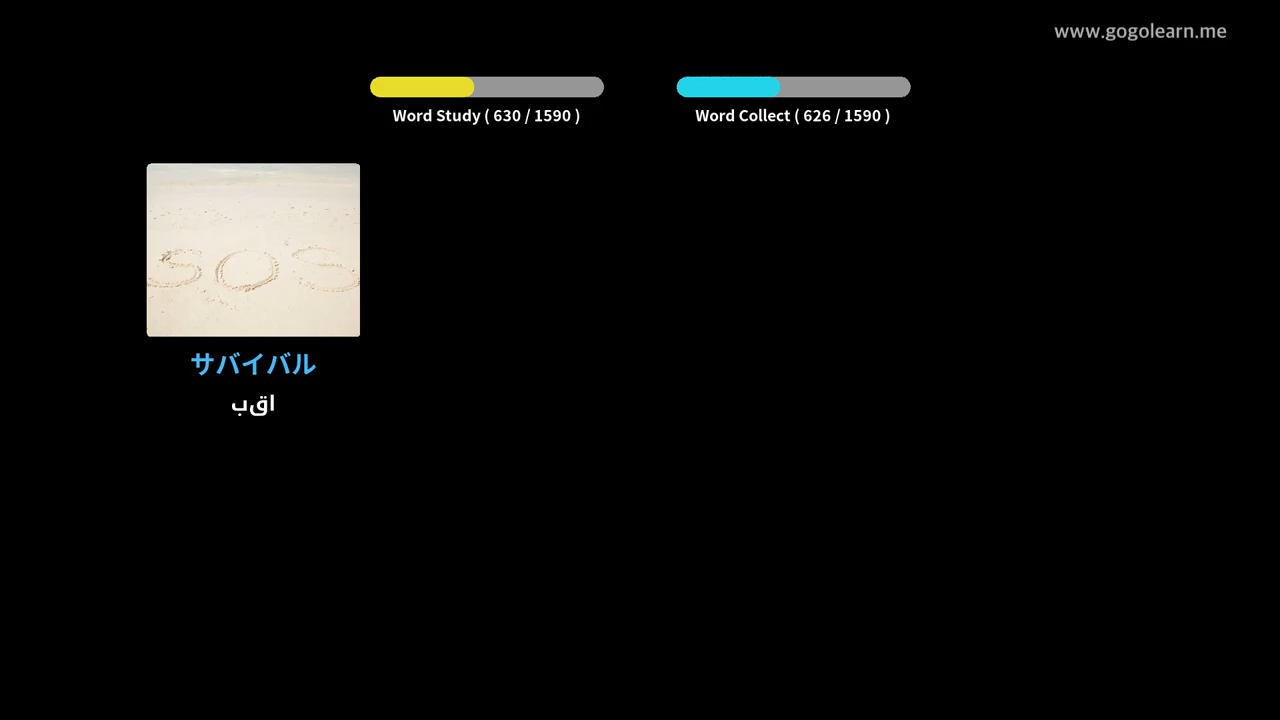 www.gogolearn.me
Word Study ( 630 / 1590 )
Word Collect ( 626 / 1590 )
SOS
サバイバル
اقب